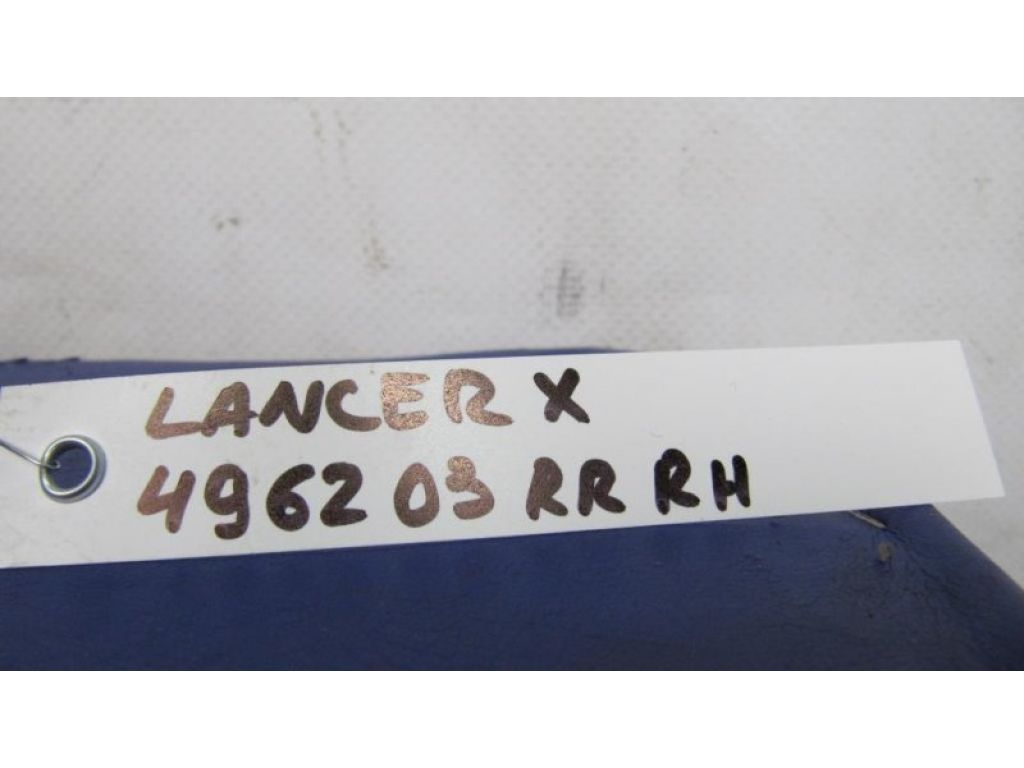 LANCER X
496203 RR RH